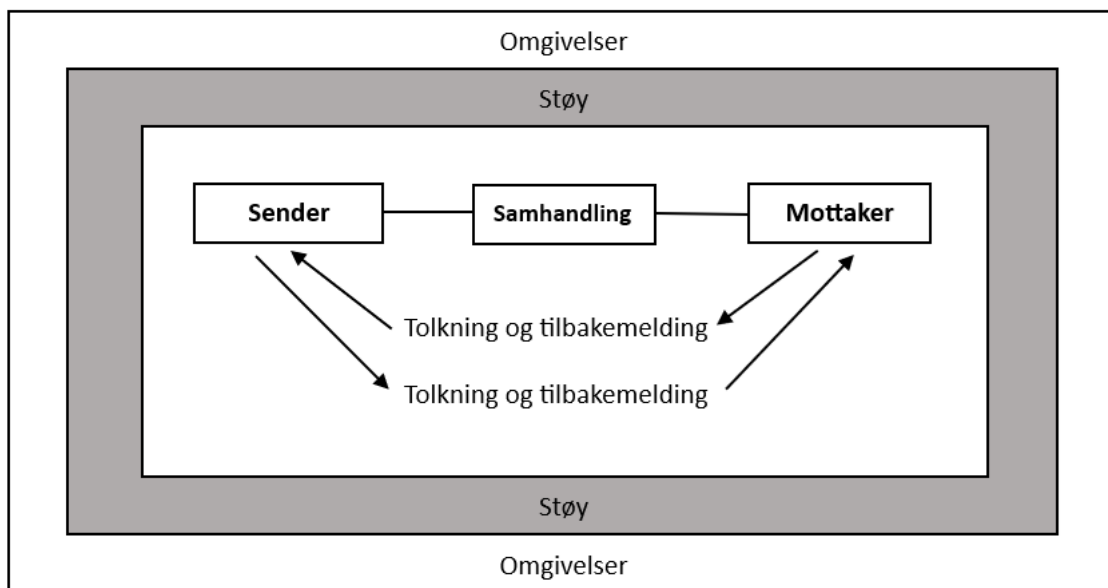 Omgivelser
Støy
Sender
Samhandling
Mottaker
Tolkning og tilbakemelding
Tolkning og tilbakemelding
Støy
Omgivelser